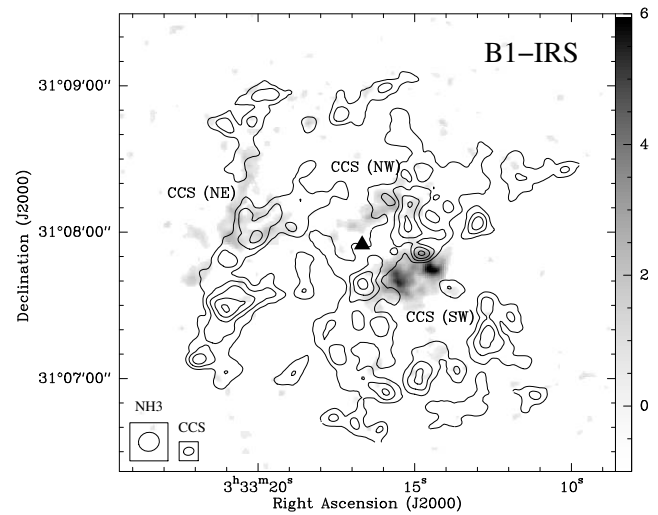 B1–IRS
6
31°09′00″
CCS (NW)
4
CCS (NE)
Declination (J2000)
31°08′00″
2
CCS (SW)
31°07′00″
0
NH3
CCS
3ʰ33ᵐ20ˢ 15ˢ 10ˢ
Right Ascension (J2000)